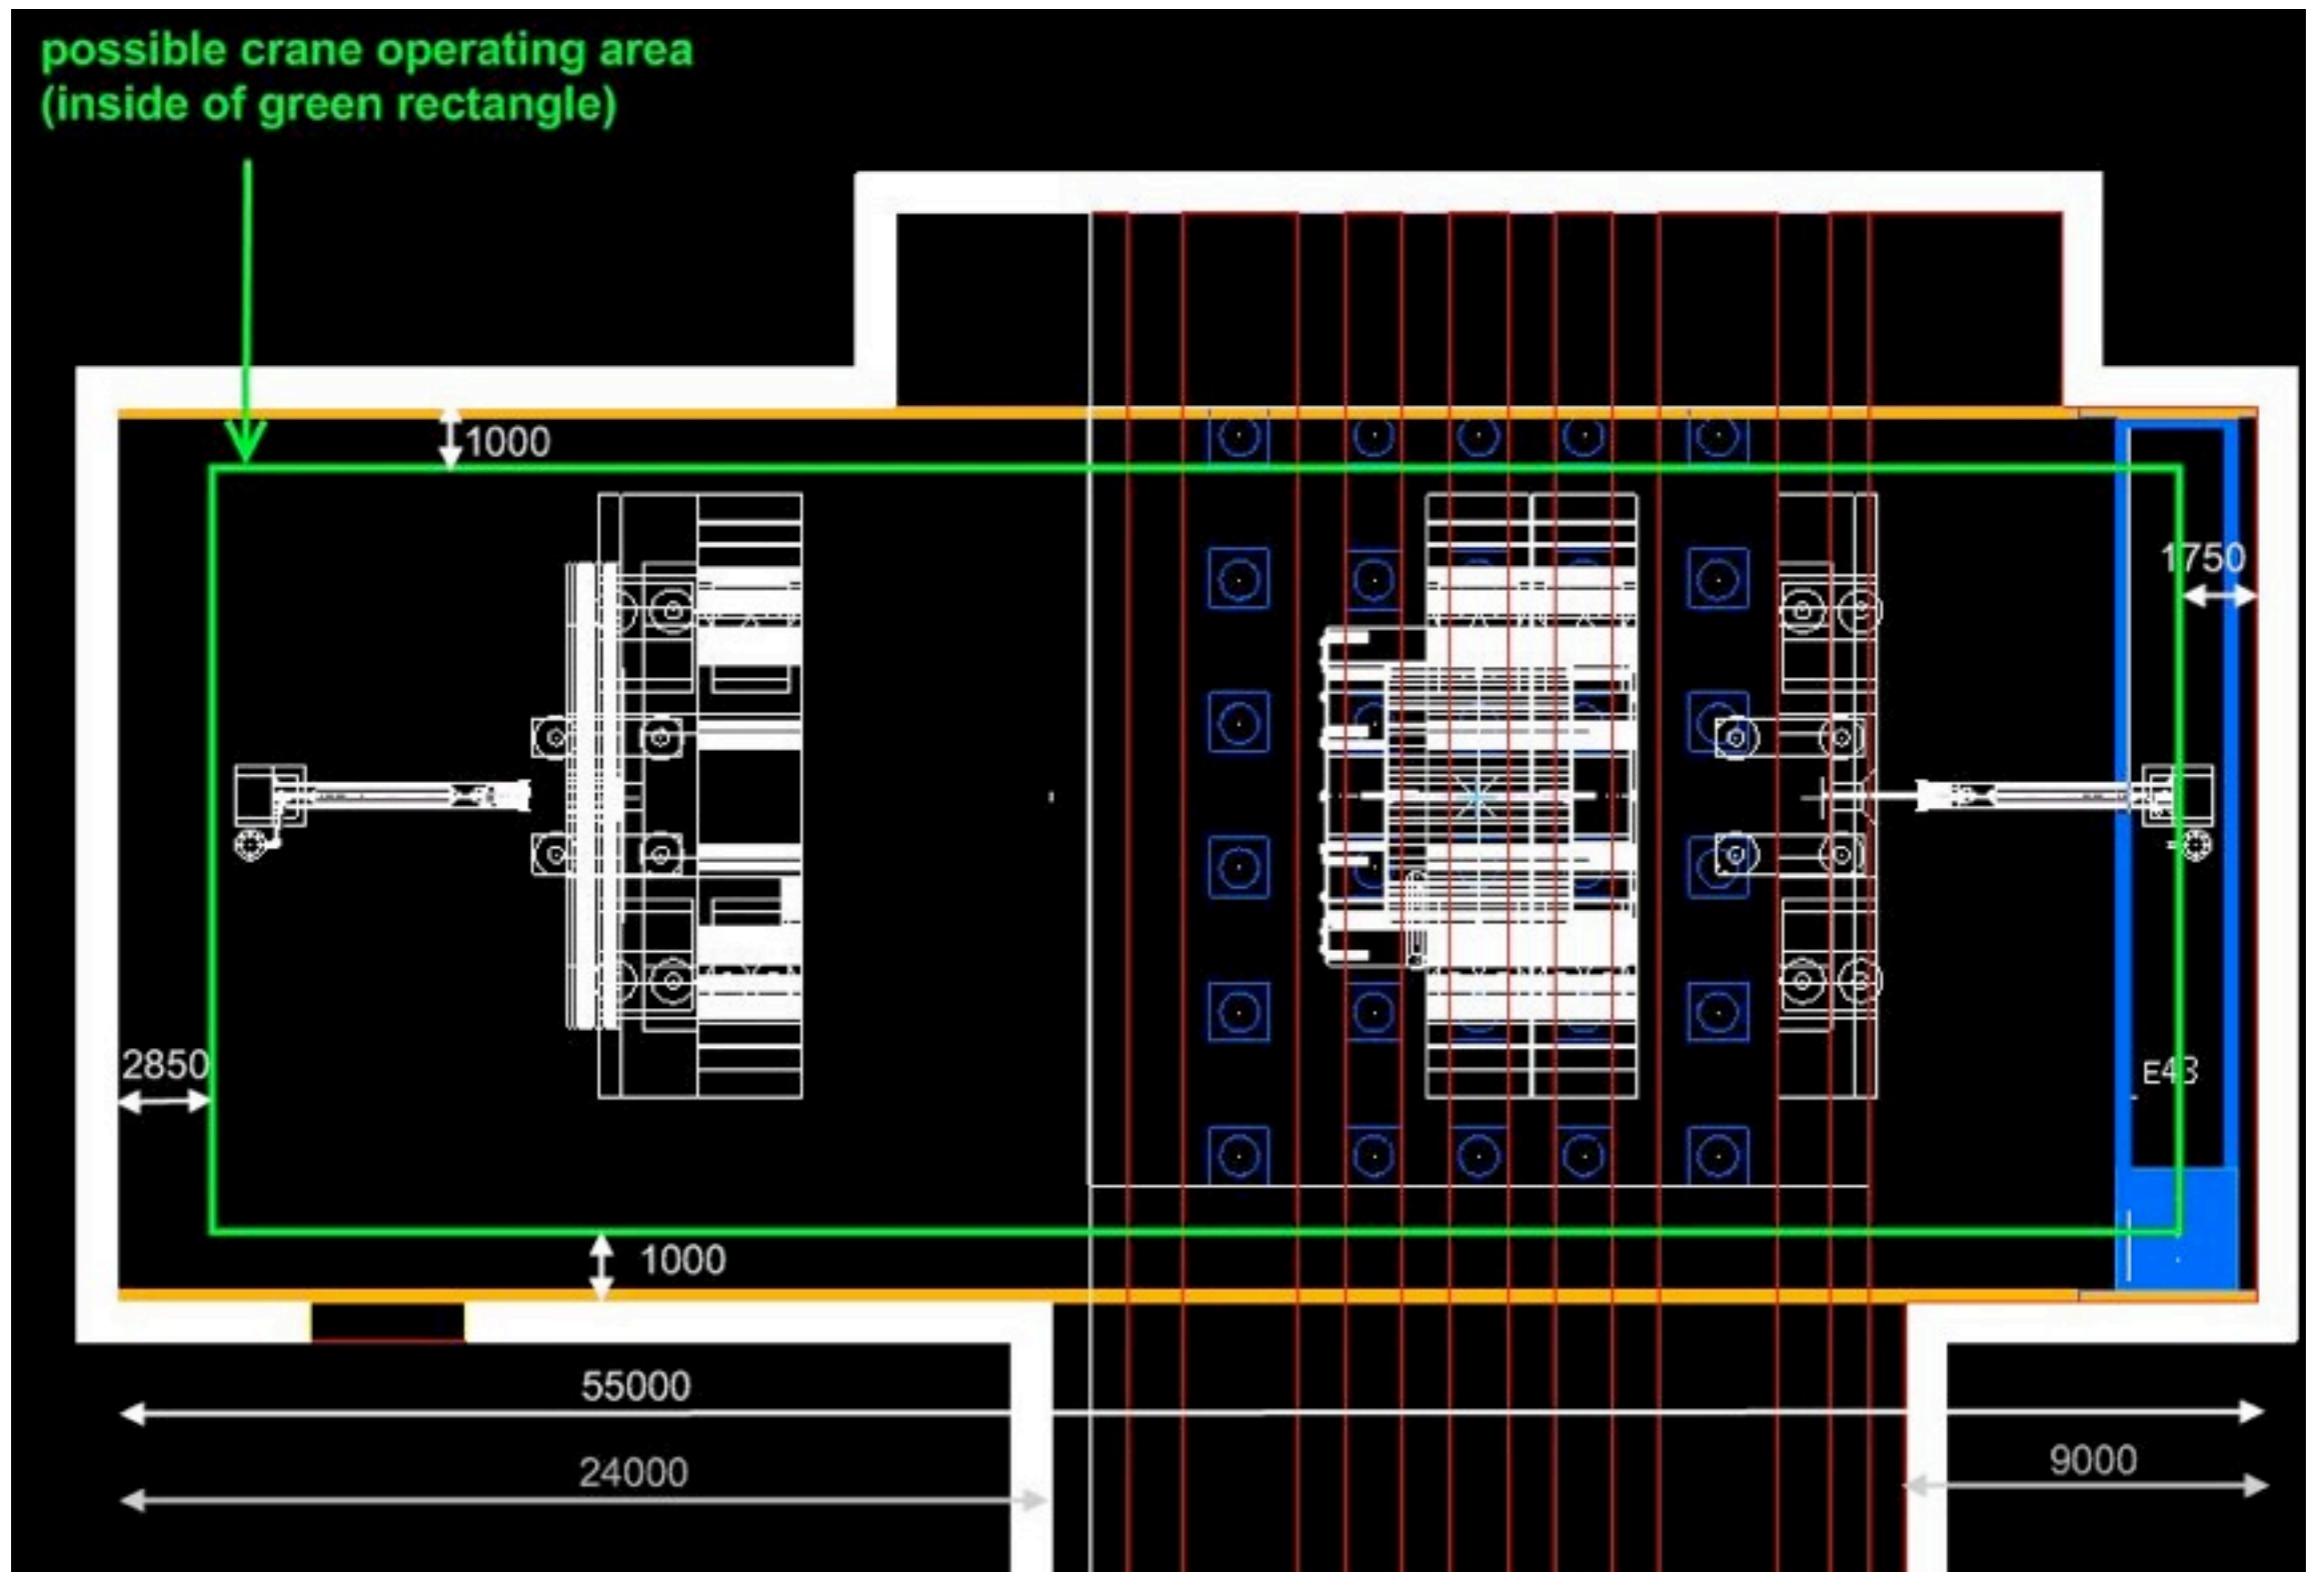 possible crane operating area
(inside of green rectangle)
1000
1750
2850
E43
1000
55000
24000
9000